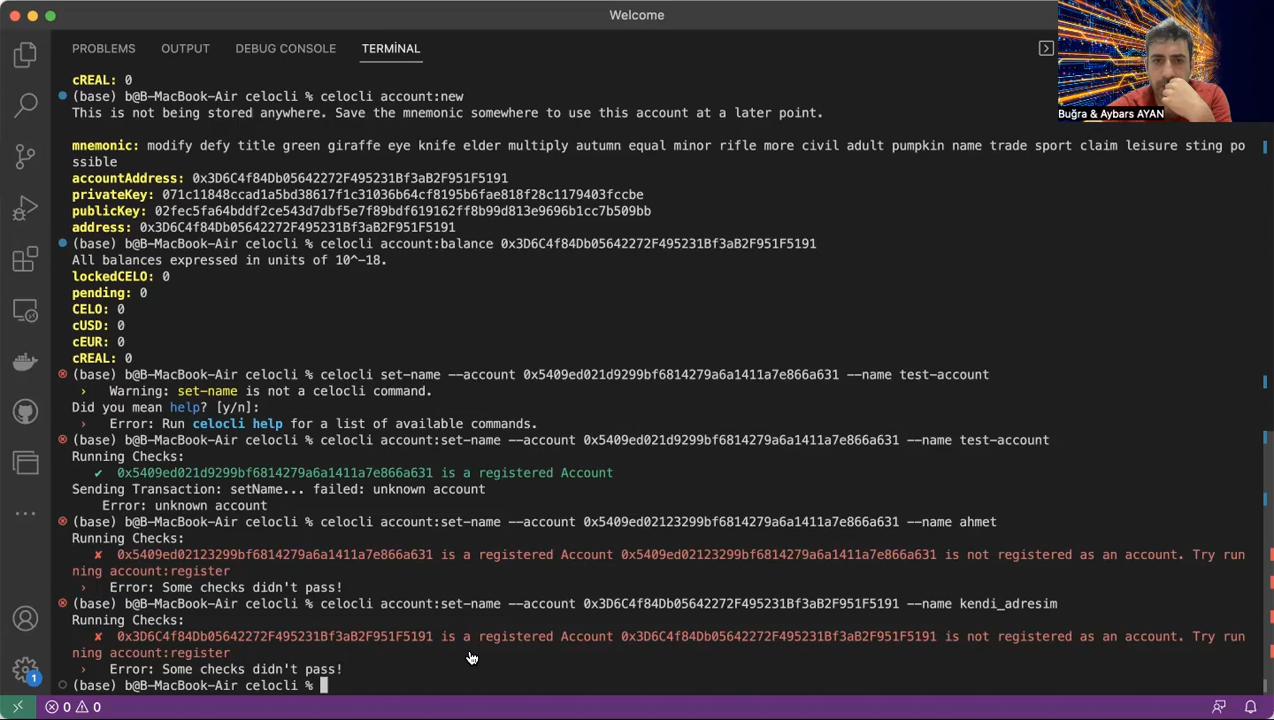 Welcome
PROBLEMS OUTPUT DEBUG CONSOLE TERMİNAL
Buğra & Aybars AYAN
cREAL: 0
(base) b@B-MacBook-Air celocli % celocli account:new
This is not being stored anywhere. Save the mnemonic somewhere to use this account at a later point.
mnemonic: modify defy title green giraffe eye knife elder multiply autumn equal minor rifle more civil adult pumpkin name trade sport claim leisure sting po
ssible
accountAddress: 0x3D6C4f84Db05642272F495231Bf3aB2F951F5191
privateKey: 071c11848ccad1a5bd38617f1c31036b64cf8195b6fae818f28c1179403fccbe
publicKey: 02fec5fa64bddf2ce543d7dbf5e7f89bdf619162ff8b99d813e9696b1cc7b509bb
address: 0x3D6C4f84Db05642272F495231Bf3aB2F951F5191
(base) b@B-MacBook-Air celocli % celocli account:balance 0x3D6C4f84Db05642272F495231Bf3aB2F951F5191
All balances expressed in units of 10^-18.
lockedCELO: 0
pending: 0
CELO: 0
cUSD: 0
cEUR: 0
cREAL: 0
(base) b@B-MacBook-Air celocli % celocli set-name --account 0x5409ed021d9299bf6814279a6a1411a7e866a631 --name test-account
› Warning: set-name is not a celocli command.
Did you mean help? [y/n]:
› Error: Run celocli help for a list of available commands.
(base) b@B-MacBook-Air celocli % celocli account:set-name --account 0x5409ed021d9299bf6814279a6a1411a7e866a631 --name test-account
Running Checks:
✔ 0x5409ed021d9299bf6814279a6a1411a7e866a631 is a registered Account
Sending Transaction: setName... failed: unknown account
Error: unknown account
(base) b@B-MacBook-Air celocli % celocli account:set-name --account 0x5409ed02123299bf6814279a6a1411a7e866a631 --name ahmet
Running Checks:
✘ 0x5409ed02123299bf6814279a6a1411a7e866a631 is a registered Account 0x5409ed02123299bf6814279a6a1411a7e866a631 is not registered as an account. Try run
ning account:register
› Error: Some checks didn't pass!
(base) b@B-MacBook-Air celocli % celocli account:set-name --account 0x3D6C4f84Db05642272F495231Bf3aB2F951F5191 --name kendi_adresim
Running Checks:
✘ 0x3D6C4f84Db05642272F495231Bf3aB2F951F5191 is a registered Account 0x3D6C4f84Db05642272F495231Bf3aB2F951F5191 is not registered as an account. Try run
ning account:register
› Error: Some checks didn't pass!
(base) b@B-MacBook-Air celocli %
1
0 0